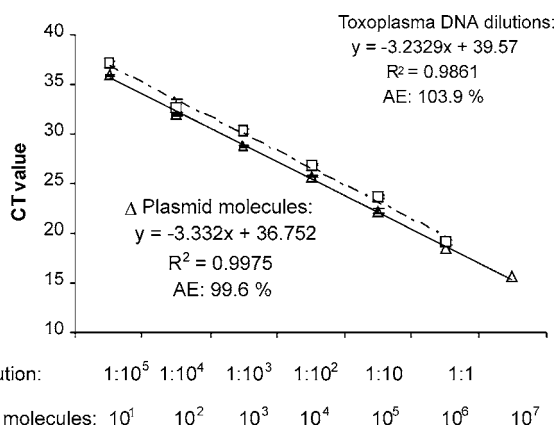 Toxoplasma DNA dilutions:
y = -3.2329x + 39.57
R² = 0.9861
AE: 103.9 %
40
35
30
25
20
15
10
CT value
Δ Plasmid molecules:
y = -3.332x + 36.752
R² = 0.9975
AE: 99.6 %
1:10⁵ 1:10⁴ 1:10³ 1:10² 1:10 1:1
molecules: 10¹ 10² 10³ 10⁴ 10⁵ 10⁶ 10⁷